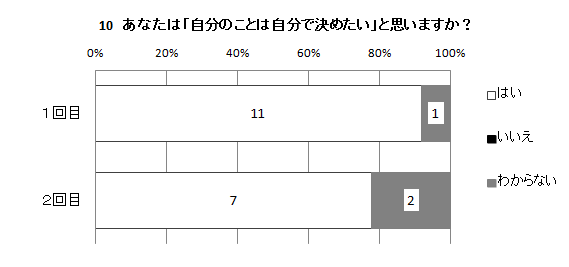 10 あなたは「自分のことは自分で決めたい」と思いますか？
0% 20% 40% 60% 80% 100%
１回目 11 1
２回目 7 2
はい
いいえ
わからない